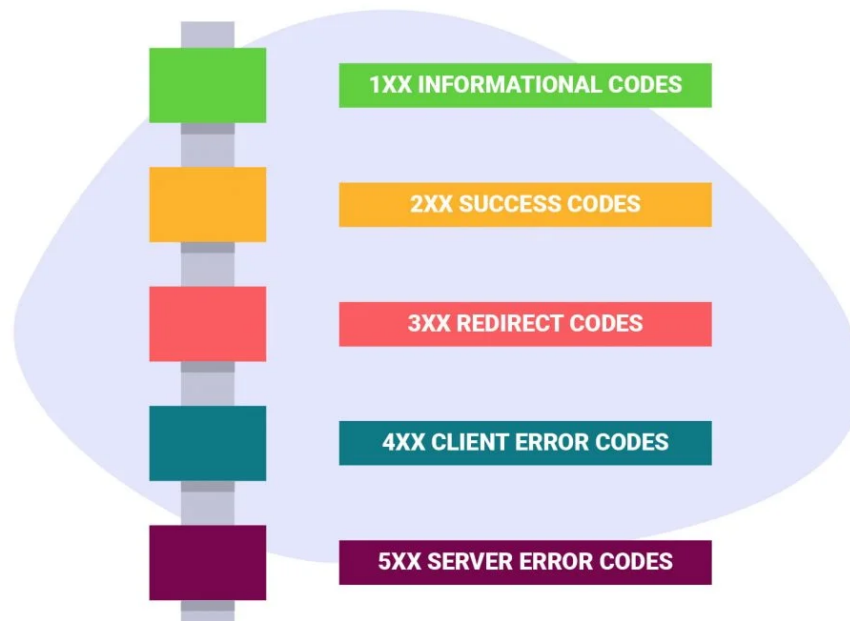 1XX INFORMATIONAL CODES
2XX SUCCESS CODES
3XX REDIRECT CODES
4XX CLIENT ERROR CODES
5XX SERVER ERROR CODES